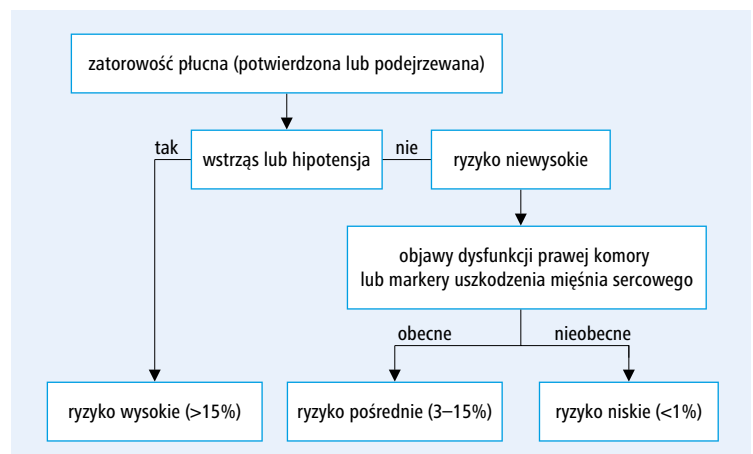 zatorowość płucna (potwierdzona lub podejrzewana)
tak
wstrząs lub hipotensja
nie
ryzyko niewysokie
objawy dysfunkcji prawej komory
lub markery uszkodzenia mięśnia sercowego
obecne
nieobecne
ryzyko wysokie (>15%)
ryzyko pośrednie (3–15%)
ryzyko niskie (<1%)